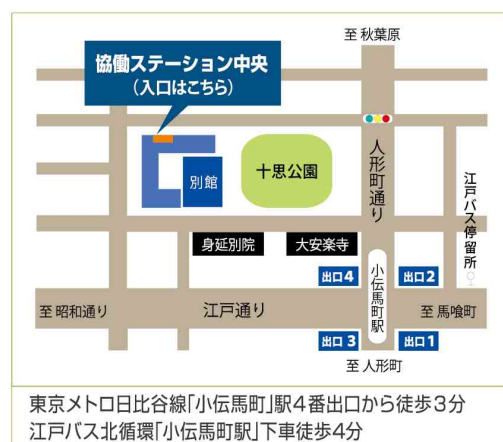 至 秋葉原
協働ステーション中央
（入口はこちら）
別館
十思公園
人形町通り
江戸バス停留所
身延別院
大安楽寺
小伝馬町駅
出口4
出口2
至 昭和通り
江戸通り
至 馬喰町
出口3
出口1
至 人形町
東京メトロ日比谷線「小伝馬町」駅4番出口から徒歩3分
江戸バス北循環「小伝馬町駅」下車徒歩4分